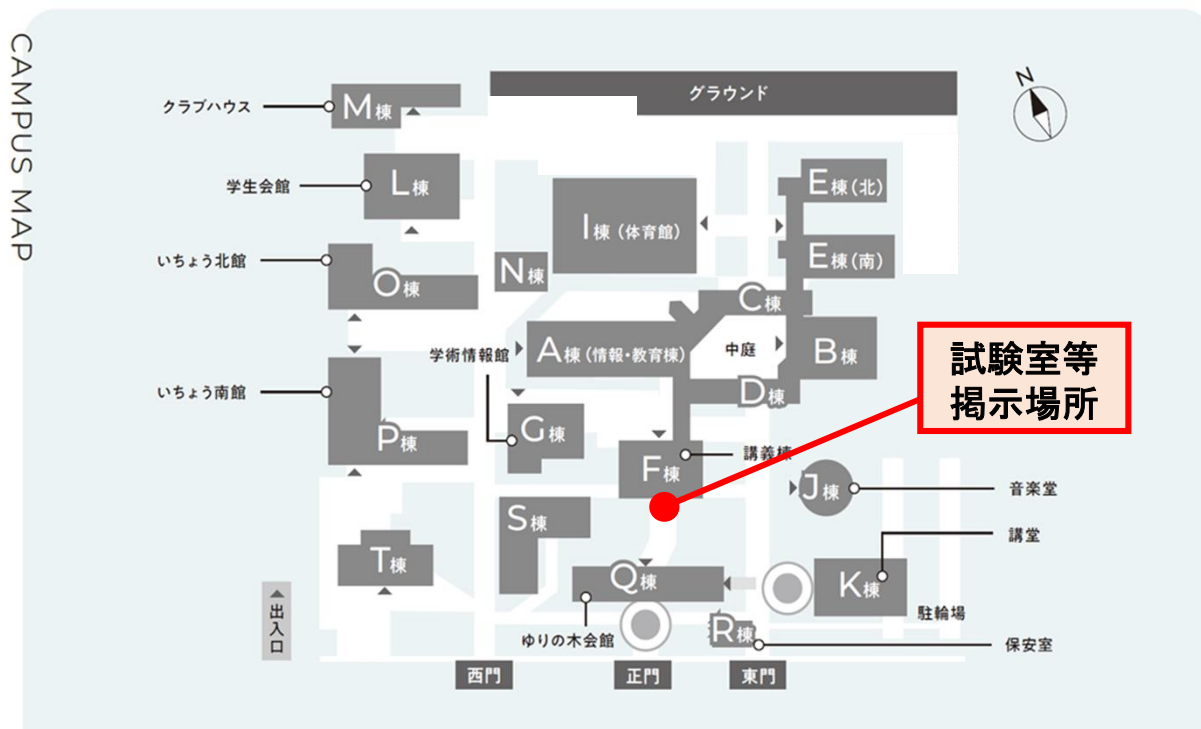 CAMPUS MAP
グラウンド
N
クラブハウス
M棟
学生会館
L棟
E棟(北)
I棟(体育館)
E棟(南)
いちょう北館
N棟
O棟
C棟
学術情報館
A棟(情報・教育棟)
中庭
B棟
試験室等
掲示場所
いちょう南館
D棟
G棟
P棟
講義棟
F棟
J棟
音楽堂
S棟
講堂
T棟
Q棟
K棟
駐輪場
出入口
ゆりの木会館
R棟
保安室
西門
正門
東門